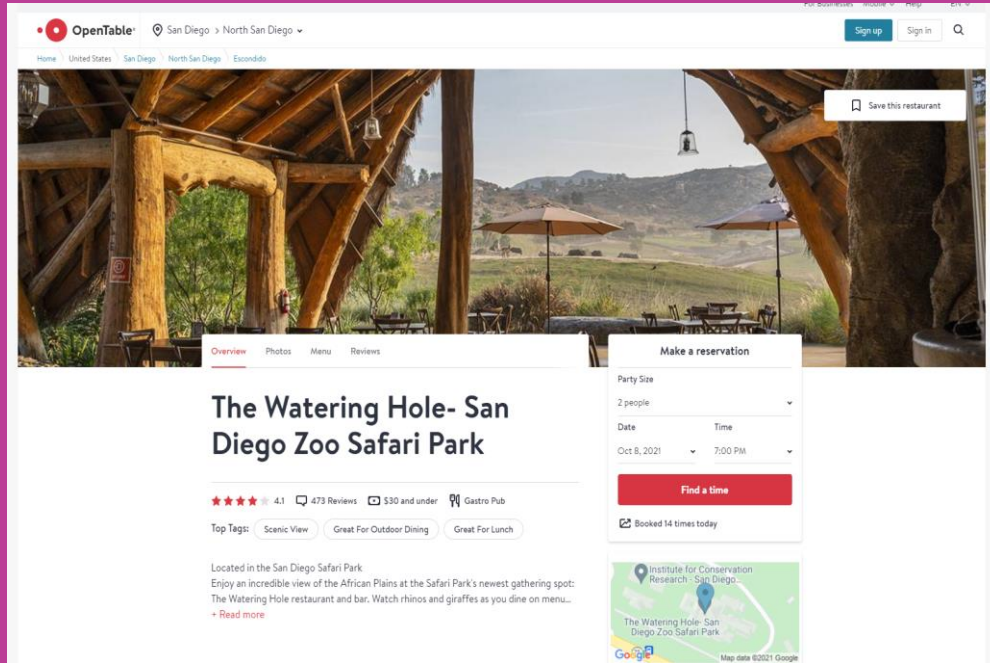 For Businesses Mobile Help EN
OpenTable
San Diego > North San Diego
Sign up
Sign in
Home United States San Diego North San Diego Escondido
Save this restaurant
Overview Photos Menu Reviews
The Watering Hole- San
Diego Zoo Safari Park
4.1 473 Reviews $30 and under Gastro Pub
Top Tags: Scenic View Great For Outdoor Dining Great For Lunch
Located in the San Diego Safari Park
Enjoy an incredible view of the African Plains at the Safari Park's newest gathering spot:
The Watering Hole restaurant and bar. Watch rhinos and giraffes as you dine on menu...
+ Read more
Make a reservation
Party Size
2 people
Date Time
Oct 8, 2021 7:00 PM
Find a time
Booked 14 times today
Institute for Conservation
Research - San Diego...
The Watering Hole- San
Diego Zoo Safari Park
Google
Map data ©2021 Google